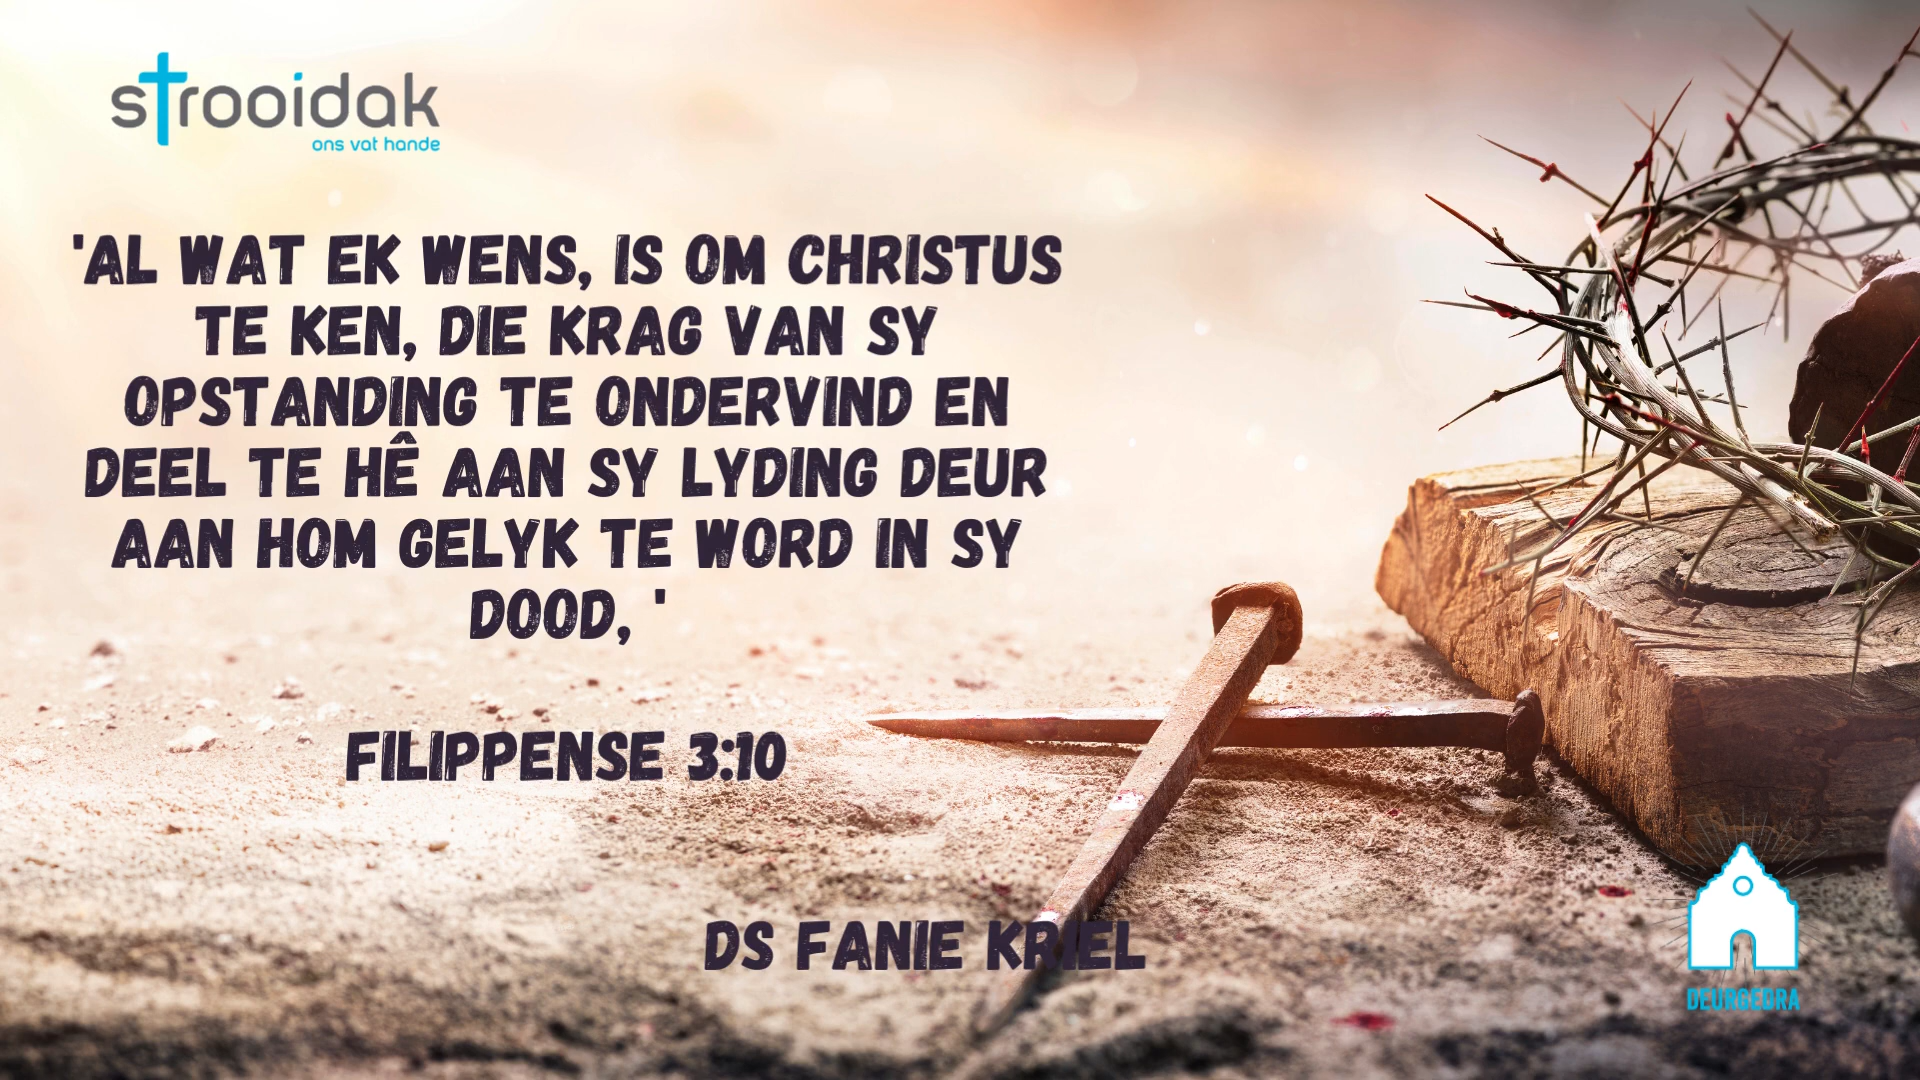 strooidak
ons vat hande
'AL WAT EK WENS, IS OM CHRISTUS
TE KEN, DIE KRAG VAN SY
OPSTANDING TE ONDERVIND EN
DEEL TE HÊ AAN SY LYDING DEUR
AAN HOM GELYK TE WORD IN SY
DOOD, '
FILIPPENSE 3:10
DS FANIE KRIEL
DEURGEDRA